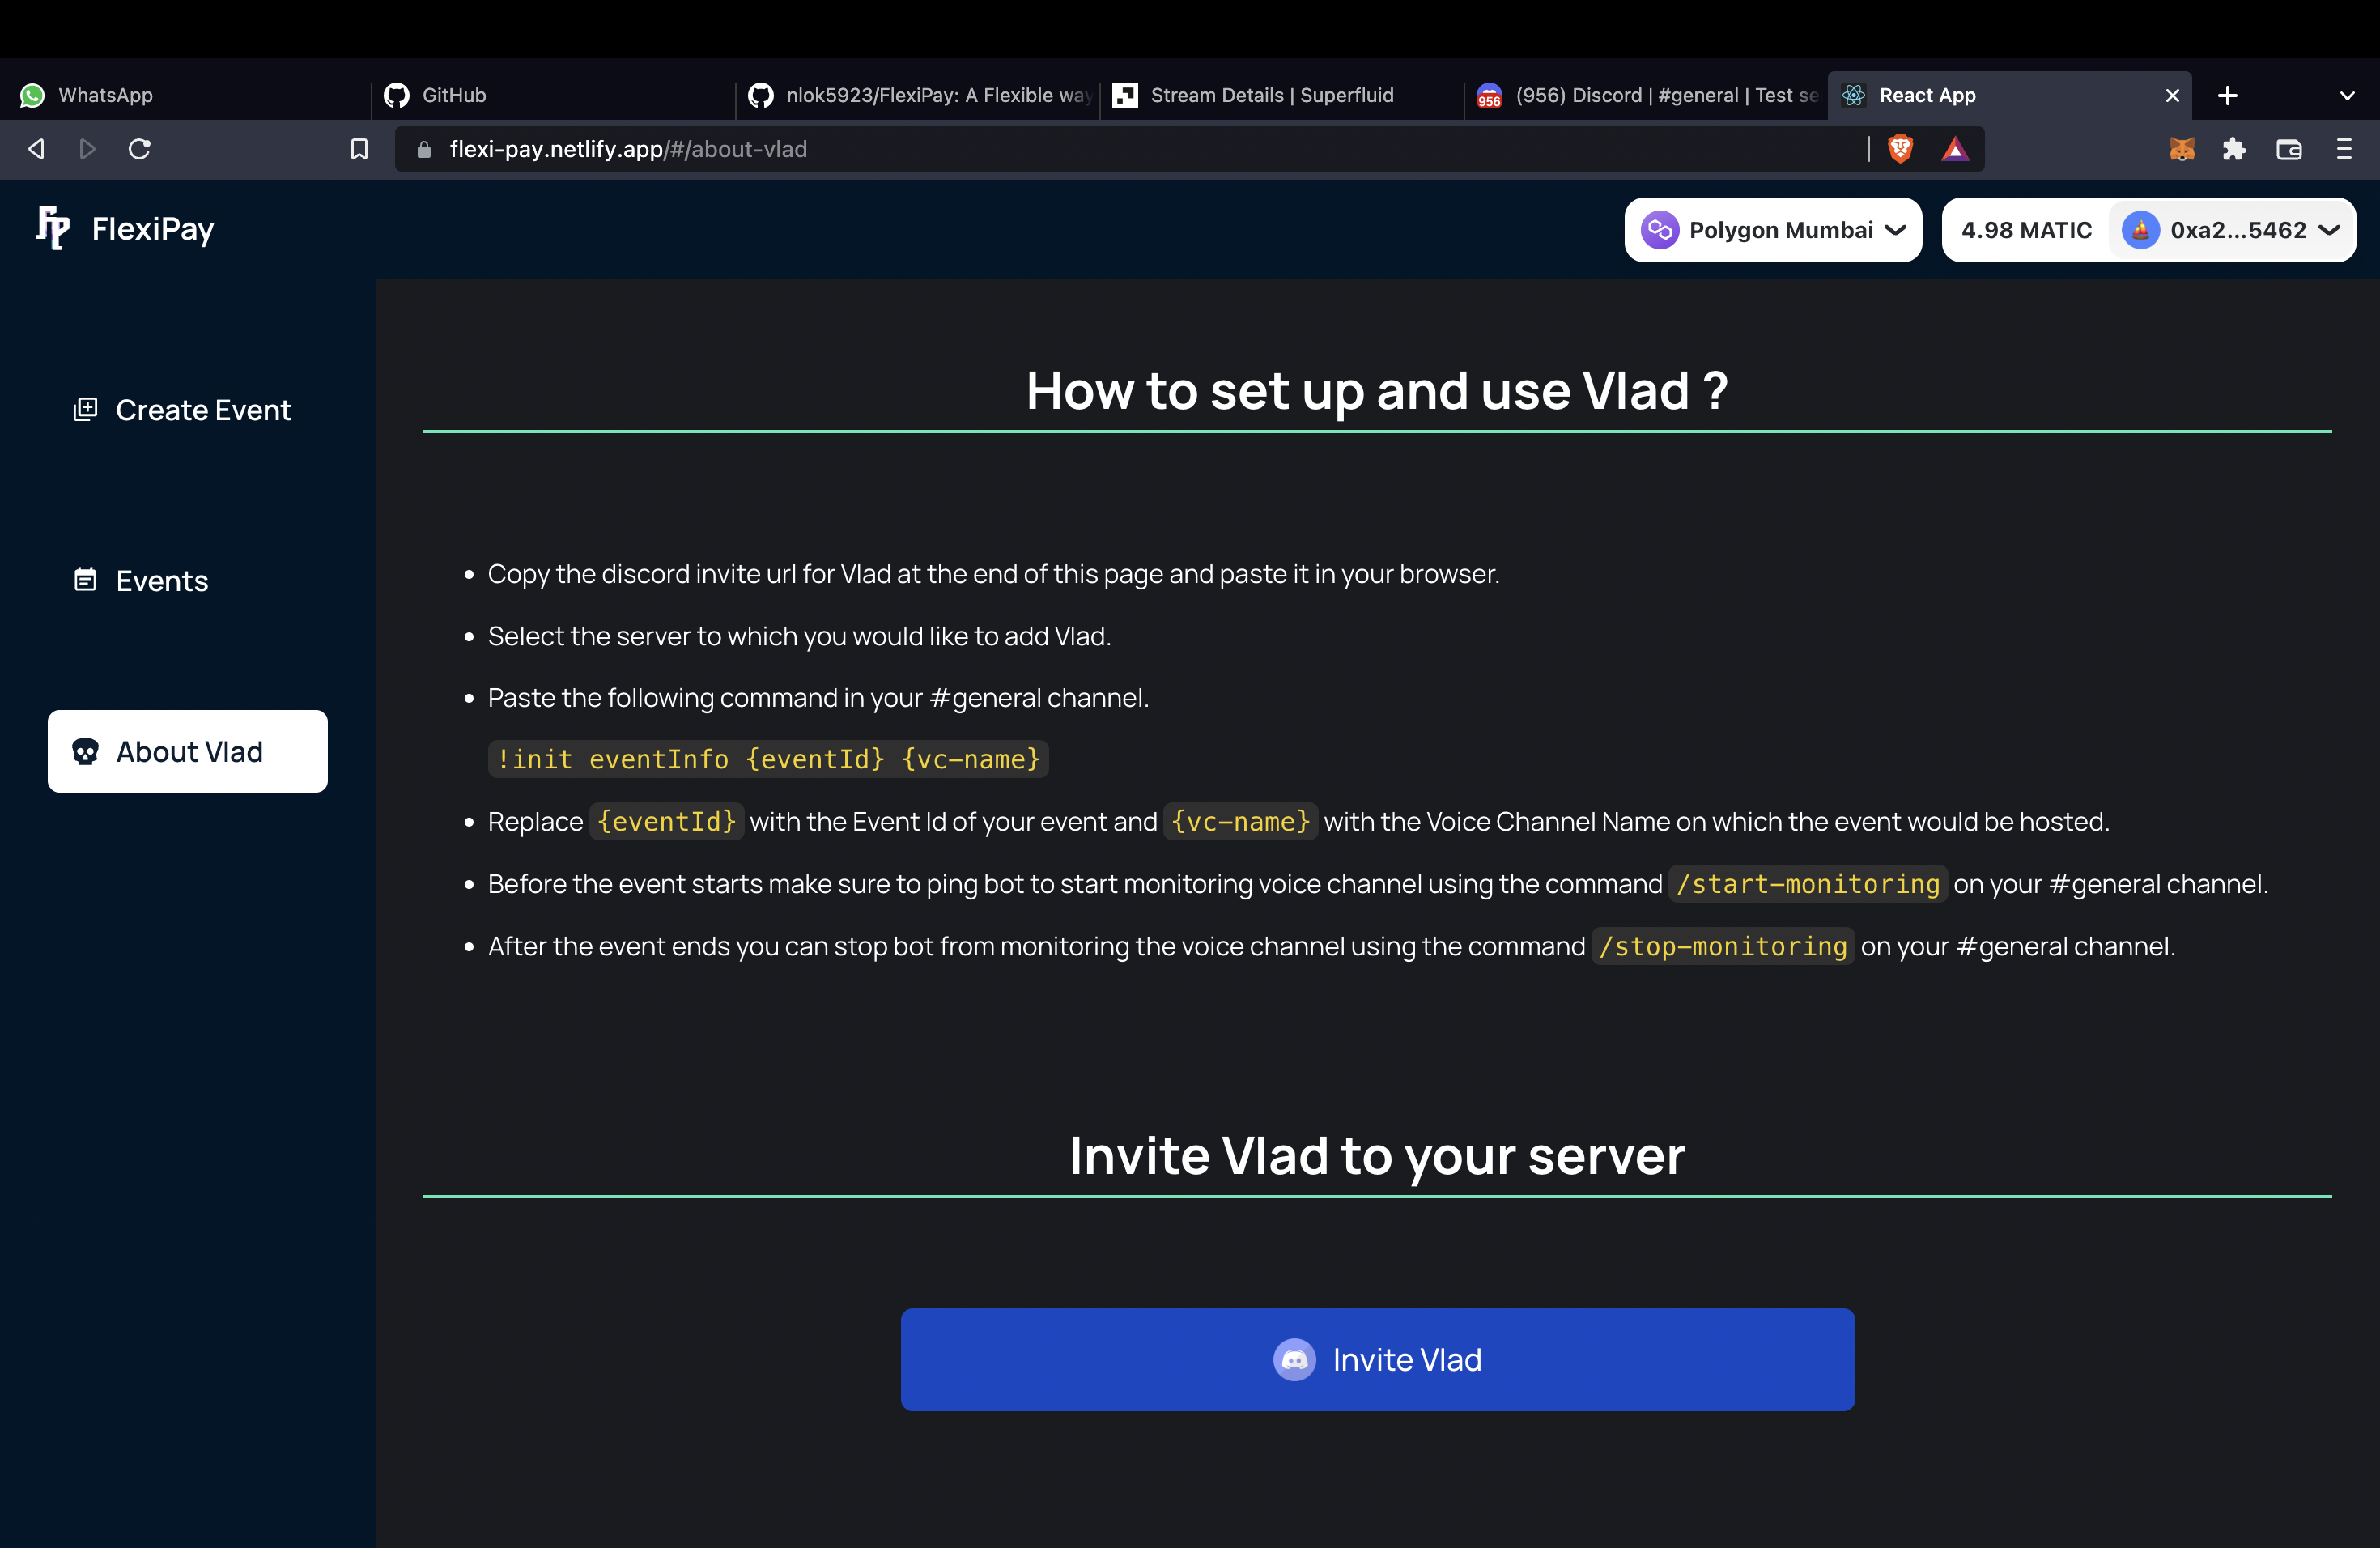 WhatsApp
GitHub
nlok5923/FlexiPay: A Flexible way
Stream Details | Superfluid
956
(956) Discord | #general | Test se
React App
flexi-pay.netlify.app/#/about-vlad
FP
FlexiPay
Polygon Mumbai
4.98 MATIC
0xa2...5462
Create Event
Events
About Vlad
How to set up and use Vlad ?
• Copy the discord invite url for Vlad at the end of this page and paste it in your browser.
• Select the server to which you would like to add Vlad.
• Paste the following command in your #general channel.
!init eventInfo {eventId} {vc-name}
• Replace {eventId} with the Event Id of your event and {vc-name} with the Voice Channel Name on which the event would be hosted.
• Before the event starts make sure to ping bot to start monitoring voice channel using the command /start-monitoring on your #general channel.
• After the event ends you can stop bot from monitoring the voice channel using the command /stop-monitoring on your #general channel.
Invite Vlad to your server
Invite Vlad